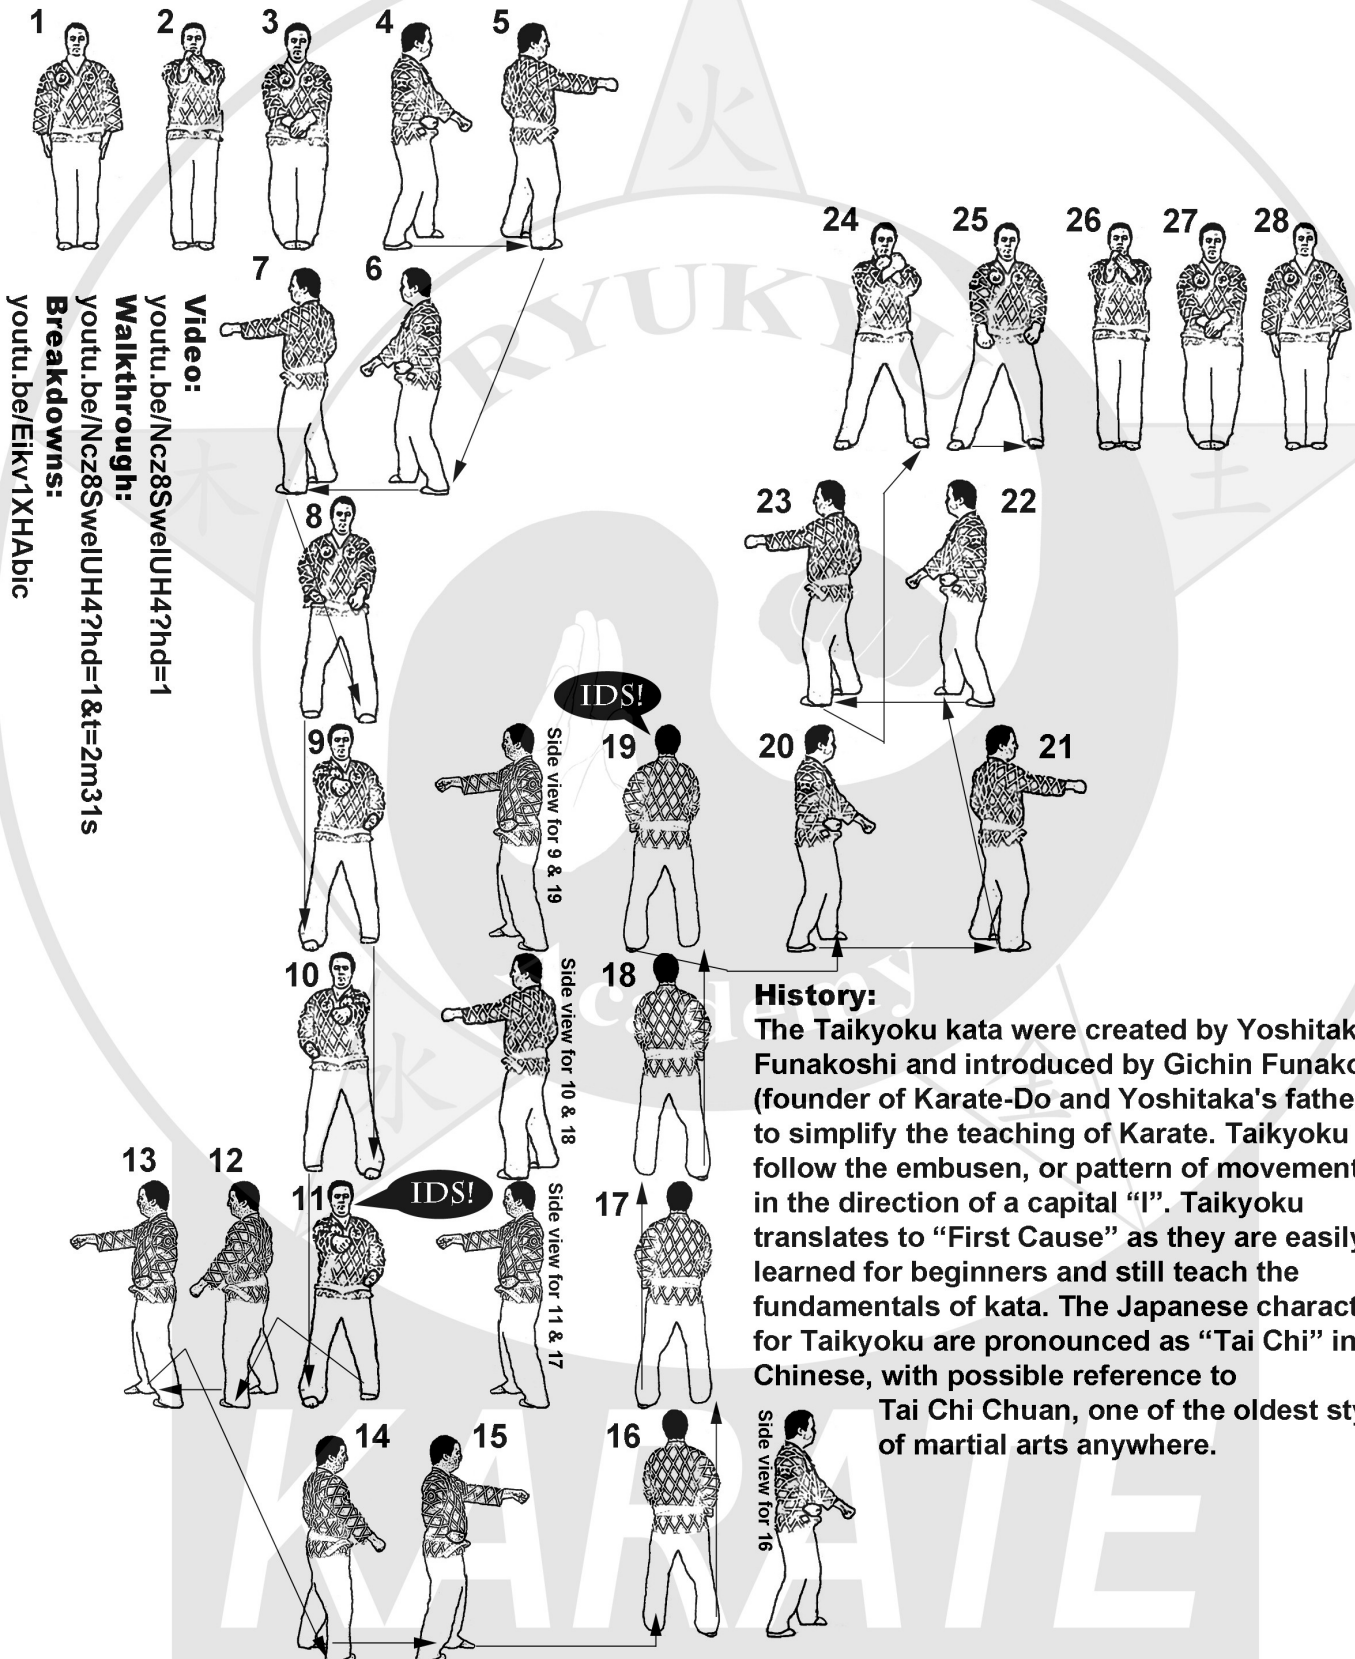 1
2
3
4
5
7
6
24
25
26
27
28
Video:
youtu.be/Ncz8SwelUH4?hd=1
Walkthrough:
youtu.be/Ncz8SwelUH4?hd=1&t=2m31s
Breakdowns:
youtu.be/Eikv1XHAbic
RYUKYU
火
木
土
水
金
Academy
KARATE
8
23
22
IDS!
9
Side view for 9 & 19
19
20
21
10
Side view for 10 & 18
18
13
12
11
IDS!
Side view for 11 & 17
17
14
15
16
Side view for 16
History:
The Taikyoku kata were created by Yoshitak
Funakoshi and introduced by Gichin Funako
(founder of Karate-Do and Yoshitaka's fathe
to simplify the teaching of Karate. Taikyoku
follow the embusen, or pattern of movement
in the direction of a capital “I”. Taikyoku
translates to “First Cause” as they are easily
learned for beginners and still teach the
fundamentals of kata. The Japanese charact
for Taikyoku are pronounced as “Tai Chi” in
Chinese, with possible reference to
Tai Chi Chuan, one of the oldest sty
of martial arts anywhere.